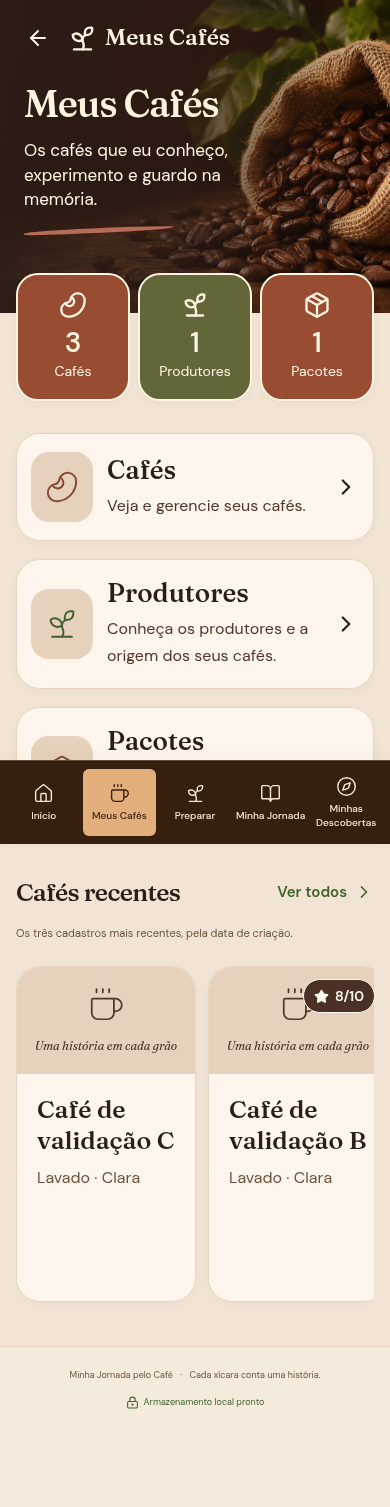 Meus Cafés
Meus Cafés
Os cafés que eu conheço,
experimento e guardo na
memória.
3
Cafés
1
Produtores
1
Pacotes
Cafés
Veja e gerencie seus cafés.
Produtores
Conheça os produtores e a
origem dos seus cafés.
Pacotes
Início
Meus Cafés
Preparar
Minha Jornada
Minhas
Descobertas
Cafés recentes
Ver todos
Os três cadastros mais recentes, pela data de criação.
Uma história em cada grão
Café de
validação C
Lavado · Clara
8/10
Uma história em cada grão
Café de
validação B
Lavado · Clara
Minha Jornada pelo Café · Cada xícara conta uma história.
Armazenamento local pronto